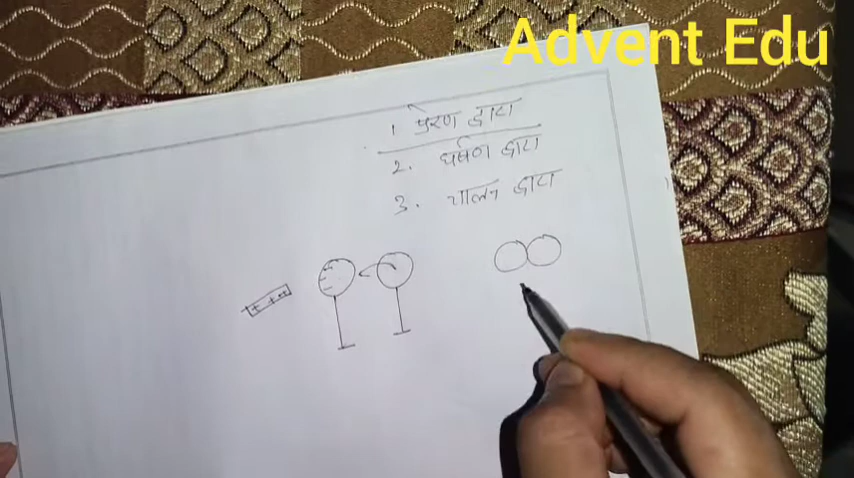 Advent Edu
1. प्रेरण द्वारा
2. घर्षण द्वारा
3. चालन द्वारा
+ + +